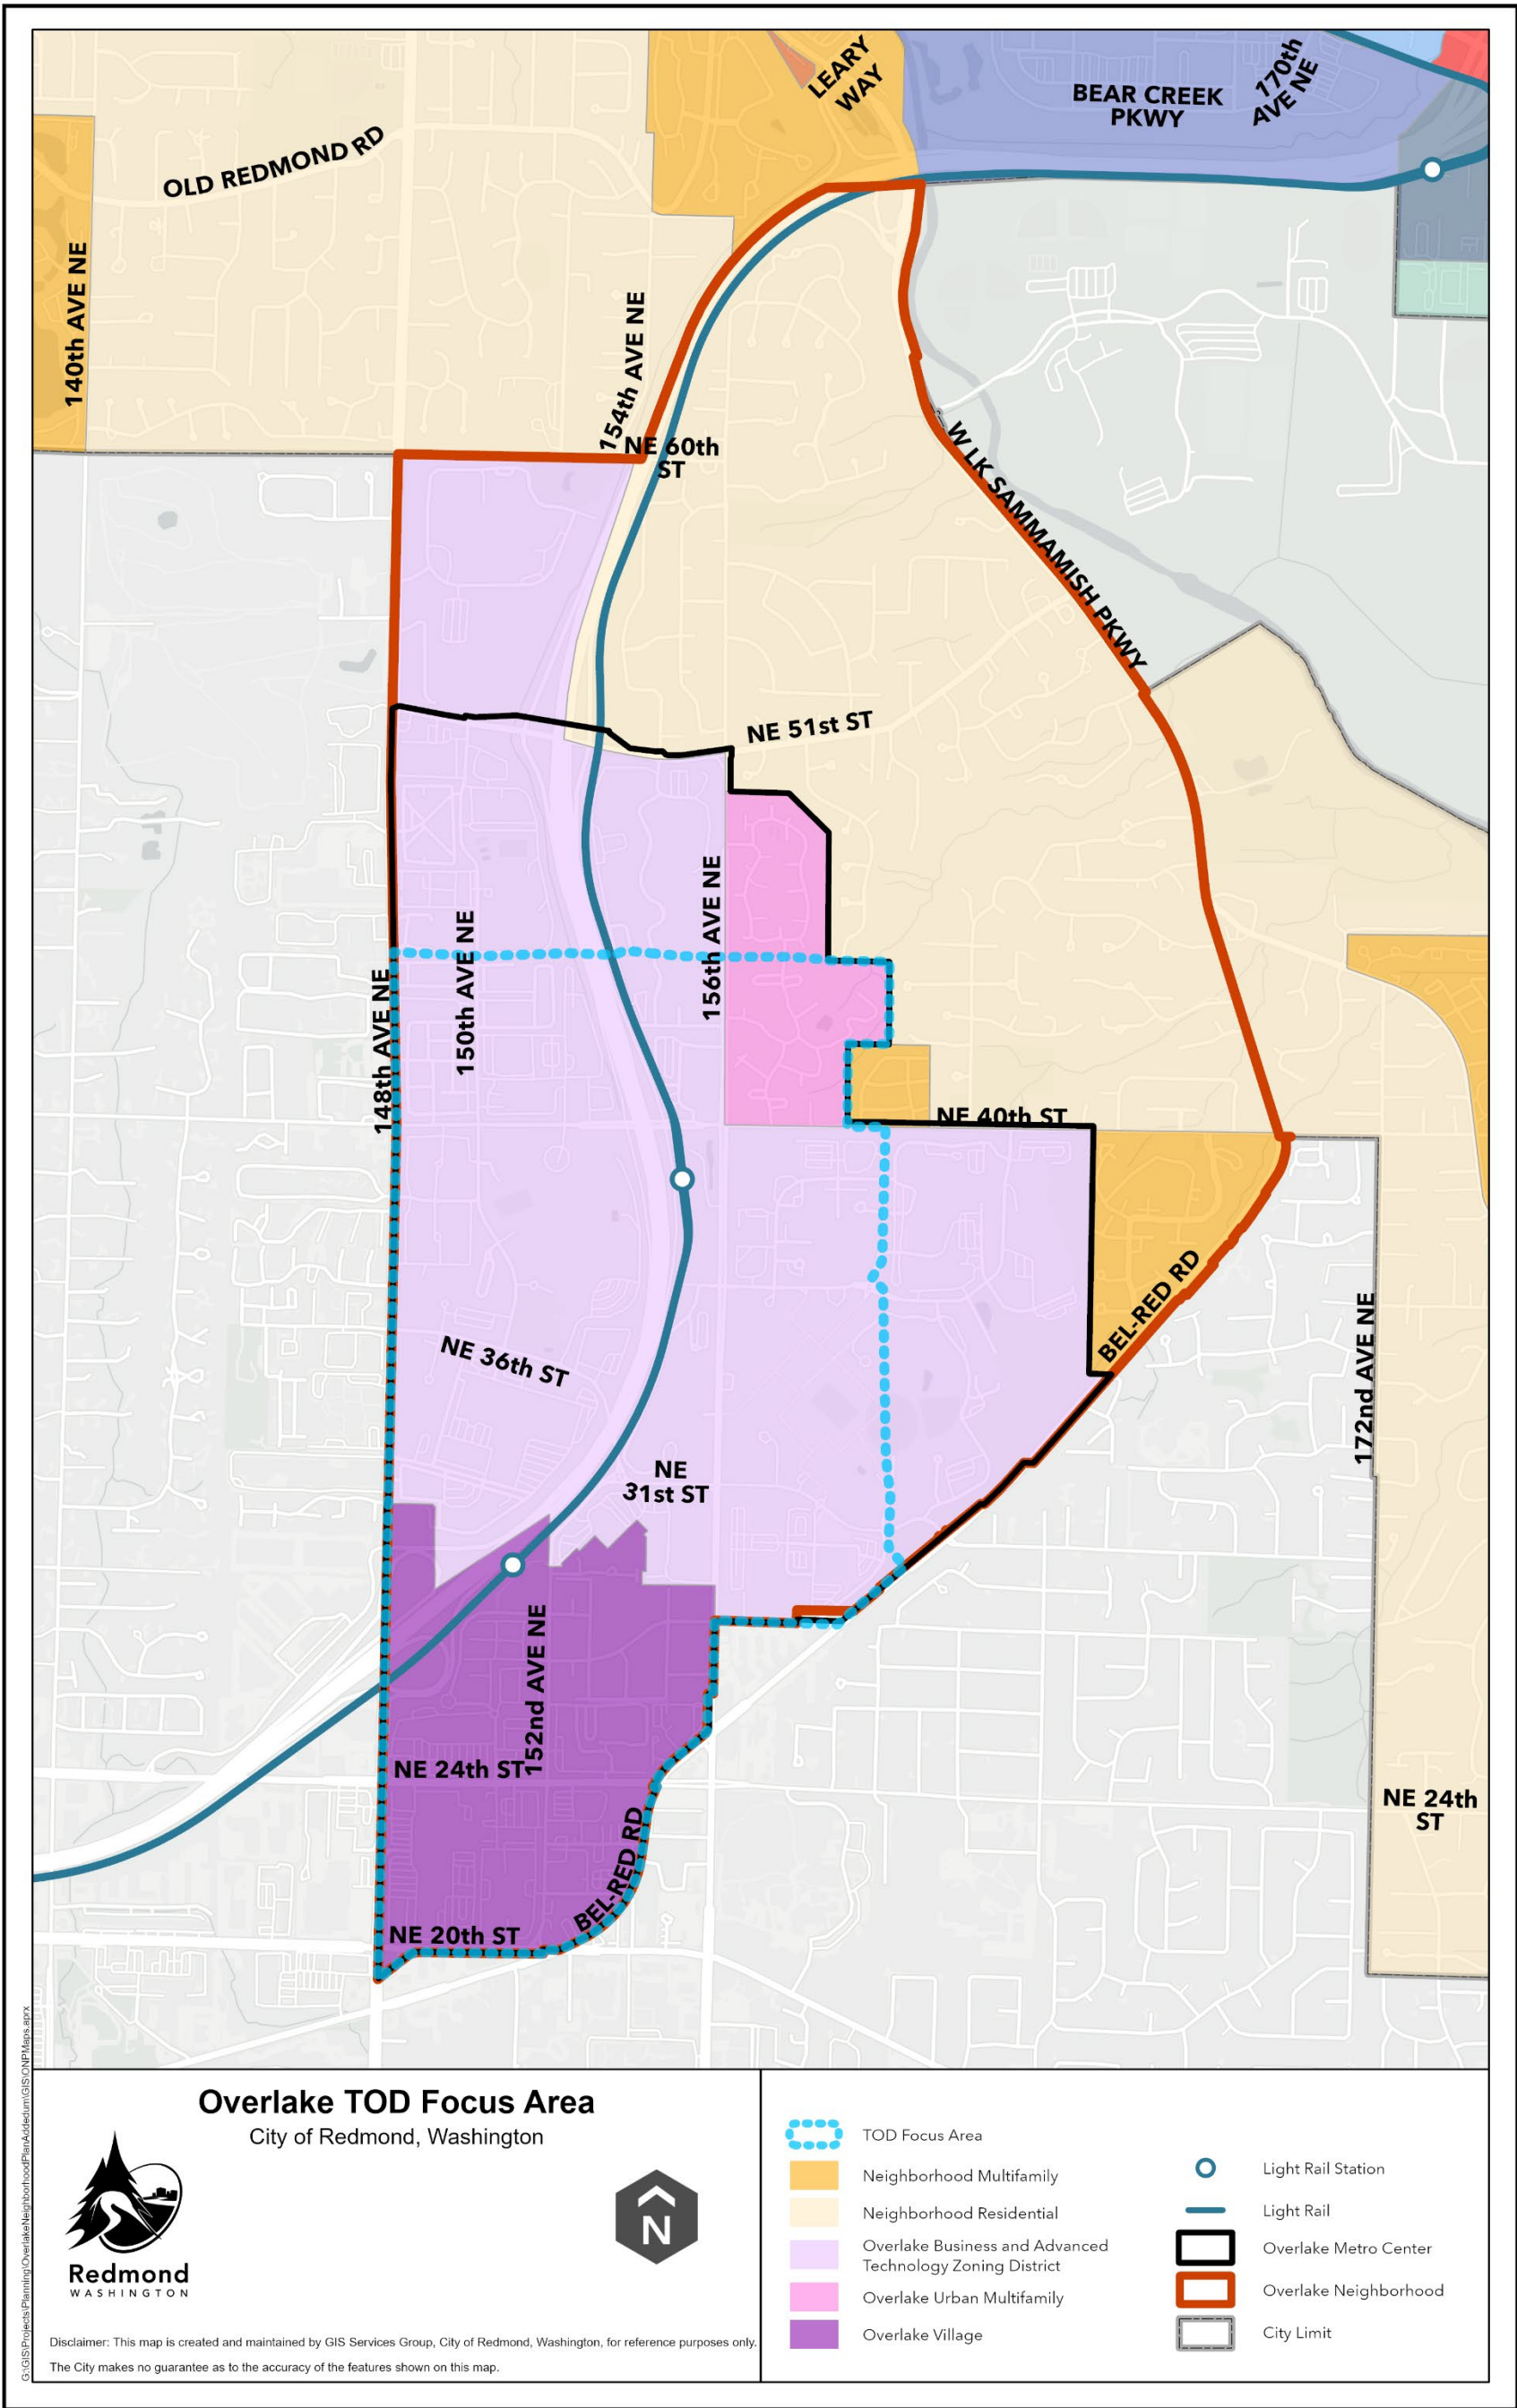 LEARY
WAY
BEAR CREEK
PKWY
170th
AVE NE
OLD REDMOND RD
140th AVE NE
154th AVE NE
NE 60th
ST
W LK SAMMAMISH PKWY
NE 51st ST
156th AVE NE
150th AVE NE
148th AVE NE
NE 40th ST
BEL-RED RD
172nd AVE NE
NE 36th ST
NE
31st ST
152nd AVE NE
NE 24th ST
NE 24th
ST
BEL-RED RD
NE 20th ST
G:\GIS\Projects\Planning\OverlakeNeighborhoodPlanAddedum\GIS\ONPMaps.aprx
Overlake TOD Focus Area
City of Redmond, Washington
Redmond
WASHINGTON
N
Disclaimer: This map is created and maintained by GIS Services Group, City of Redmond, Washington, for reference purposes only.
The City makes no guarantee as to the accuracy of the features shown on this map.
TOD Focus Area
Neighborhood Multifamily
Neighborhood Residential
Overlake Business and Advanced
Technology Zoning District
Overlake Urban Multifamily
Overlake Village
Light Rail Station
Light Rail
Overlake Metro Center
Overlake Neighborhood
City Limit